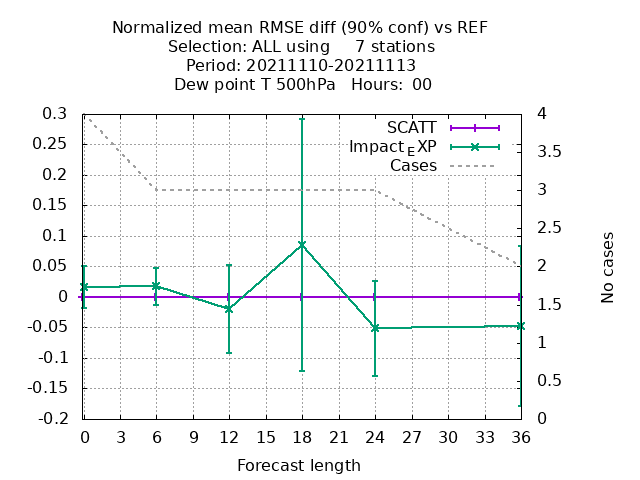 Normalized mean RMSE diff (90% conf) vs REF
Selection: ALL using 7 stations
Period: 20211110-20211113
Dew point T 500hPa Hours: 00
SCATT
Impact_EXP
Cases
0.3
0.25
0.2
0.15
0.1
0.05
0
-0.05
-0.1
-0.15
-0.2
4
3.5
3
2.5
2
1.5
1
0.5
0
No cases
0 3 6 9 12 15 18 21 24 27 30 33 36
Forecast length